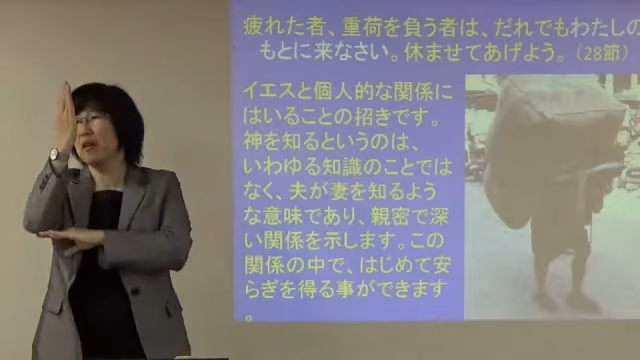 疲れた者、重荷を負う者は、だれでもわたしの
もとに来なさい。休ませてあげよう。（28節）
イエスと個人的な関係に
はいることの招きです。
神を知るというのは、
いわゆる知識のことでは
なく、夫が妻を知るよう
な意味であり、親密で深
い関係を示します。この
関係の中で、はじめて安
らぎを得る事ができます
。